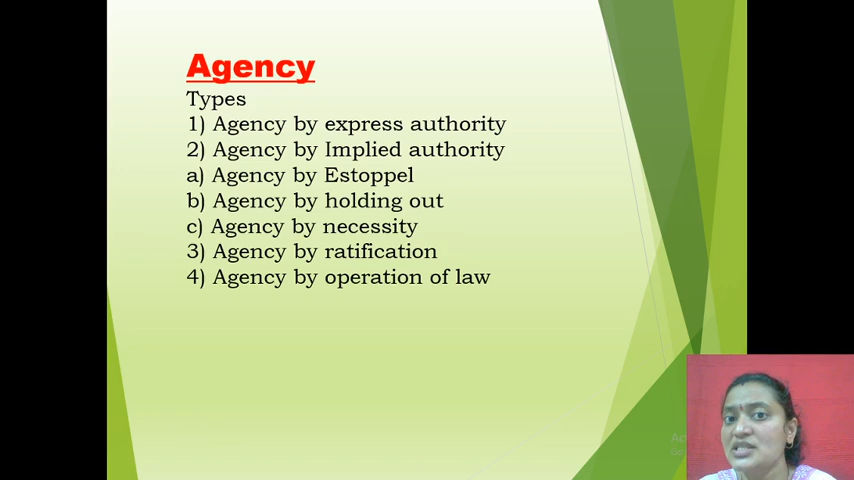 Agency
Types
1) Agency by express authority
2) Agency by Implied authority
a) Agency by Estoppel
b) Agency by holding out
c) Agency by necessity
3) Agency by ratification
4) Agency by operation of law